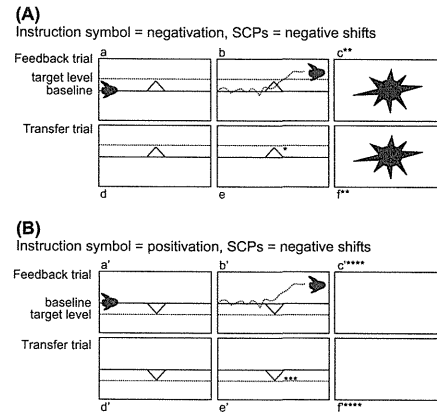 (A)
Instruction symbol = negativation, SCPs = negative shifts
Feedback trial a b c**
target level
baseline
Transfer trial
*
d e f**
(B)
Instruction symbol = positivation, SCPs = negative shifts
Feedback trial a' b' c'****
baseline
target level
Transfer trial
***
d' e' f'****